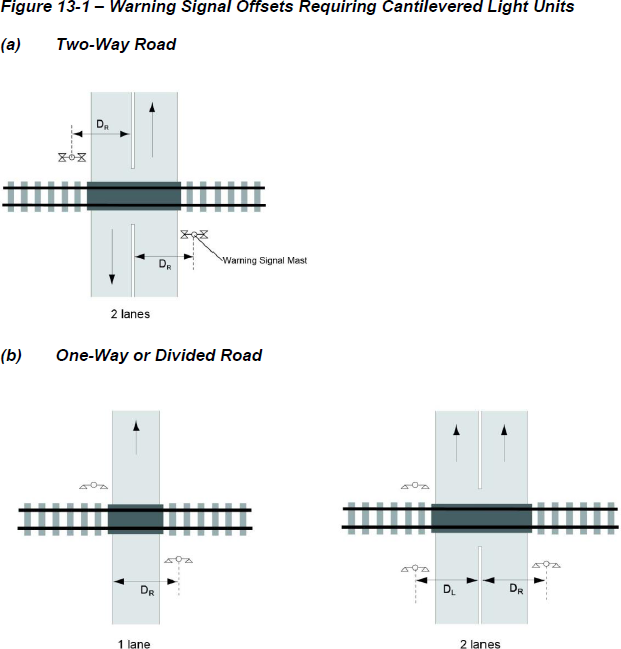 Figure 13-1 – Warning Signal Offsets Requiring Cantilevered Light Units
(a) Two-Way Road
DR
DR
Warning Signal Mast
2 lanes
(b) One-Way or Divided Road
DR
1 lane
DL DR
2 lanes